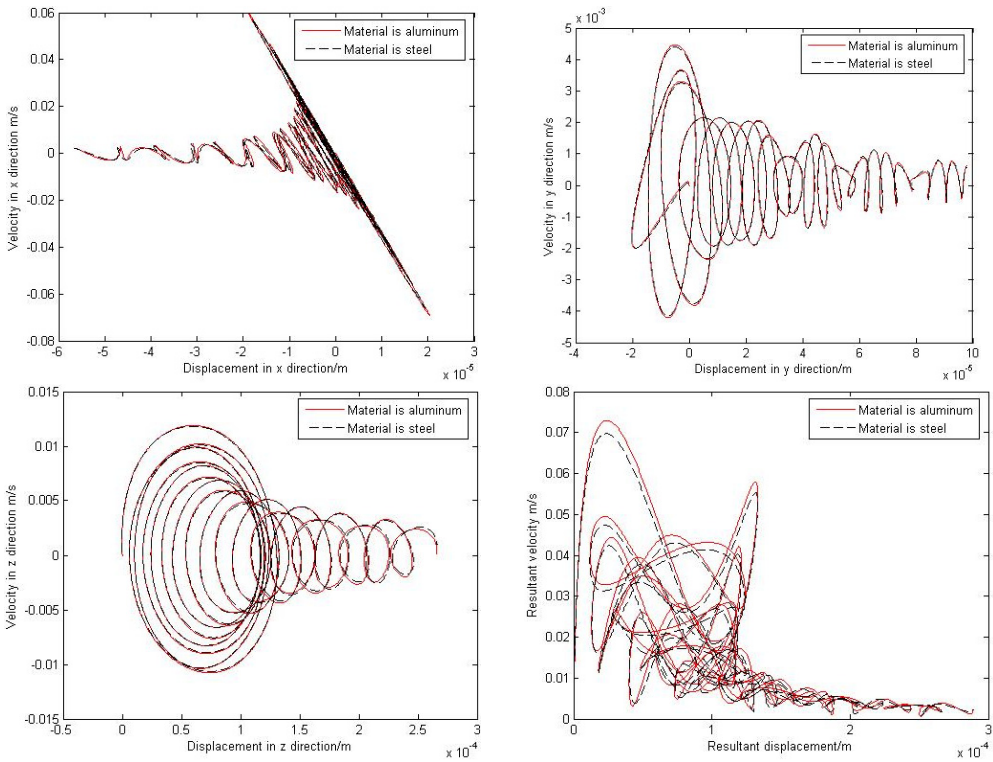 0.06
0.04
0.02
0
-0.02
-0.04
-0.06
-0.08
Velocity in x direction m/s
Material is aluminum
Material is steel
-6 -5 -4 -3 -2 -1 0 1 2 3
Displacement in x direction/m
x 10 -5
x 10 -3
5
4
3
2
1
0
-1
-2
-3
-4
-5
Velocity in y direction m/s
Material is aluminum
Material is steel
-4 -2 0 2 4 6 8 10
Displacement in y direction/m
x 10 -5
0.015
0.01
0.005
0
-0.005
-0.01
-0.015
Velocity in z direction m/s
Material is aluminum
Material is steel
-0.5 0 0.5 1 1.5 2 2.5 3
Displacement in z direction/m
x 10 -4
0.08
0.07
0.06
0.05
0.04
0.03
0.02
0.01
0
Resultant velocity m/s
Material is aluminum
Material is steel
0 1 2 3
Resultant displacement/m
x 10 -4